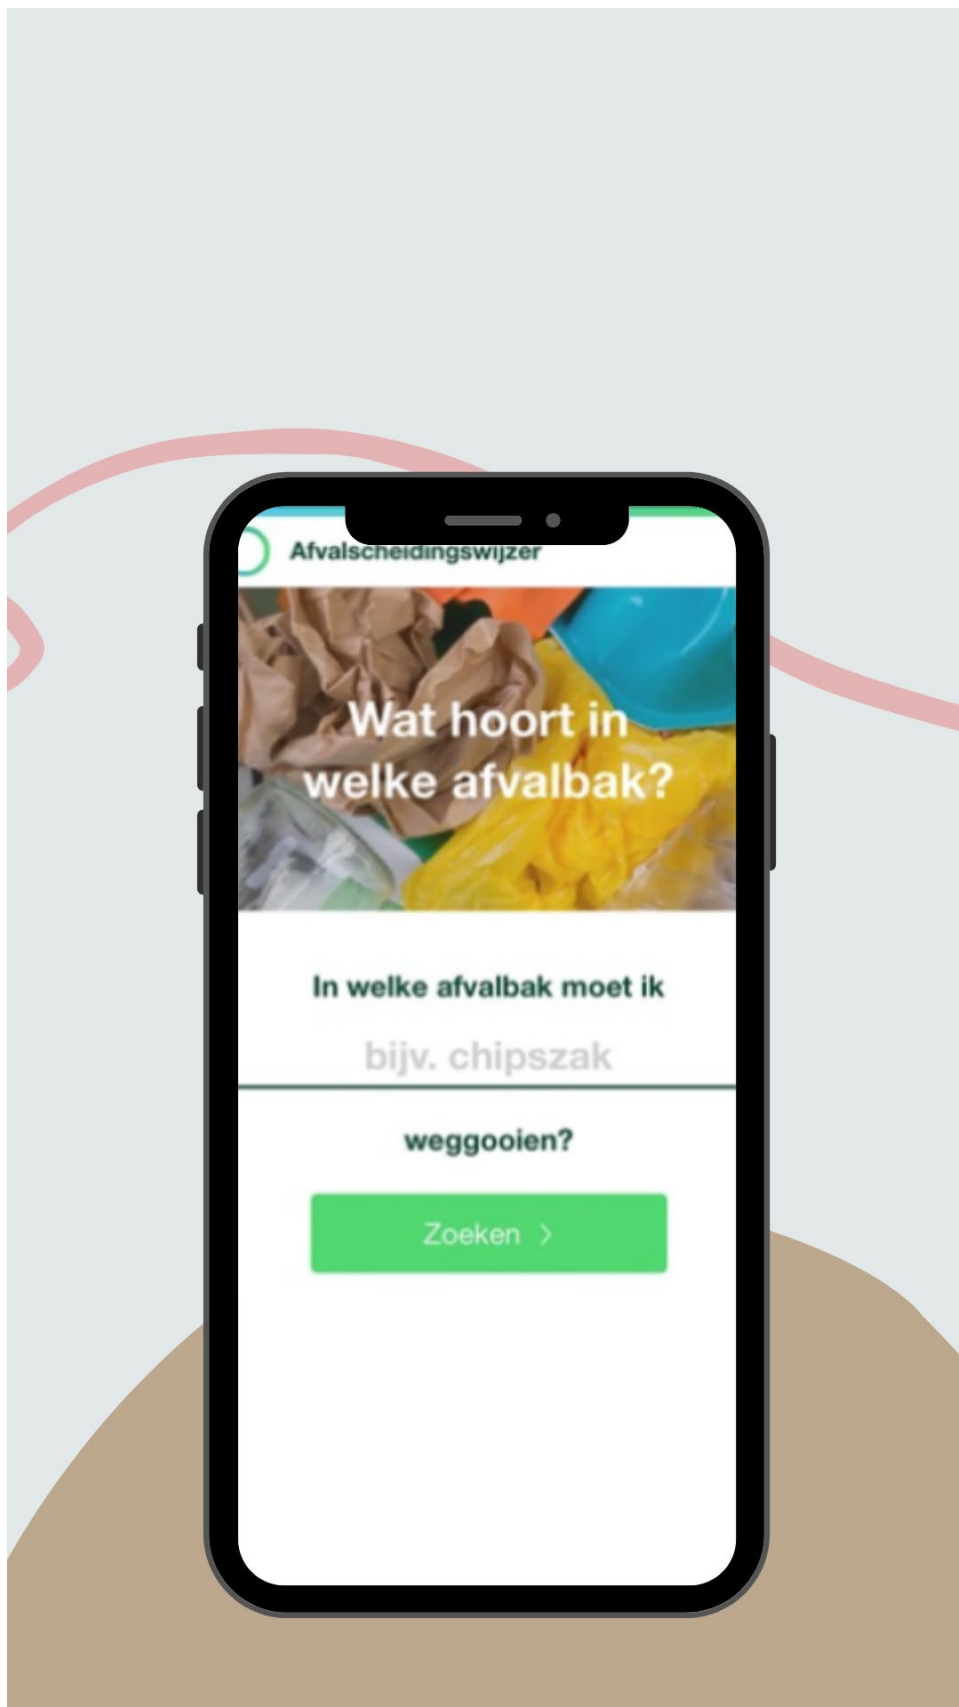 Afvalscheidingswijzer
Wat hoort in
welke afvalbak?
In welke afvalbak moet ik
bijv. chipszak
weggooien?
Zoeken >